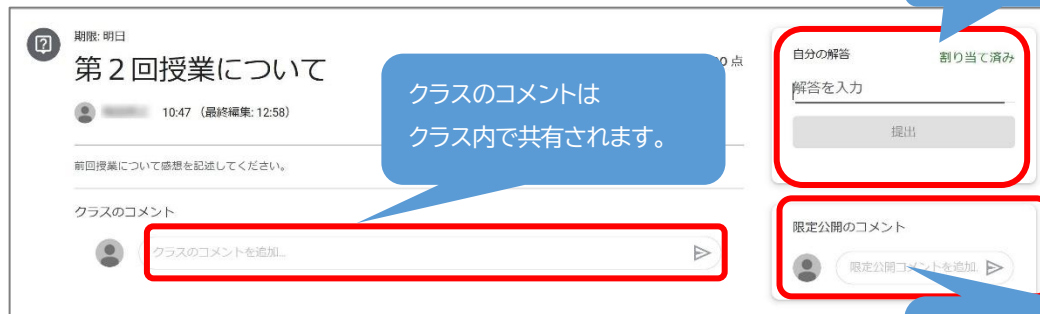 期限: 明日
第2回授業について
0 点
10:47 (最終編集: 12:58)
前回授業について感想を記述してください。
クラスのコメント
クラスのコメントを追加...
クラスのコメントは
クラス内で共有されます。
自分の解答
割り当て済み
解答を入力
提出
限定公開のコメント
限定公開コメントを追加